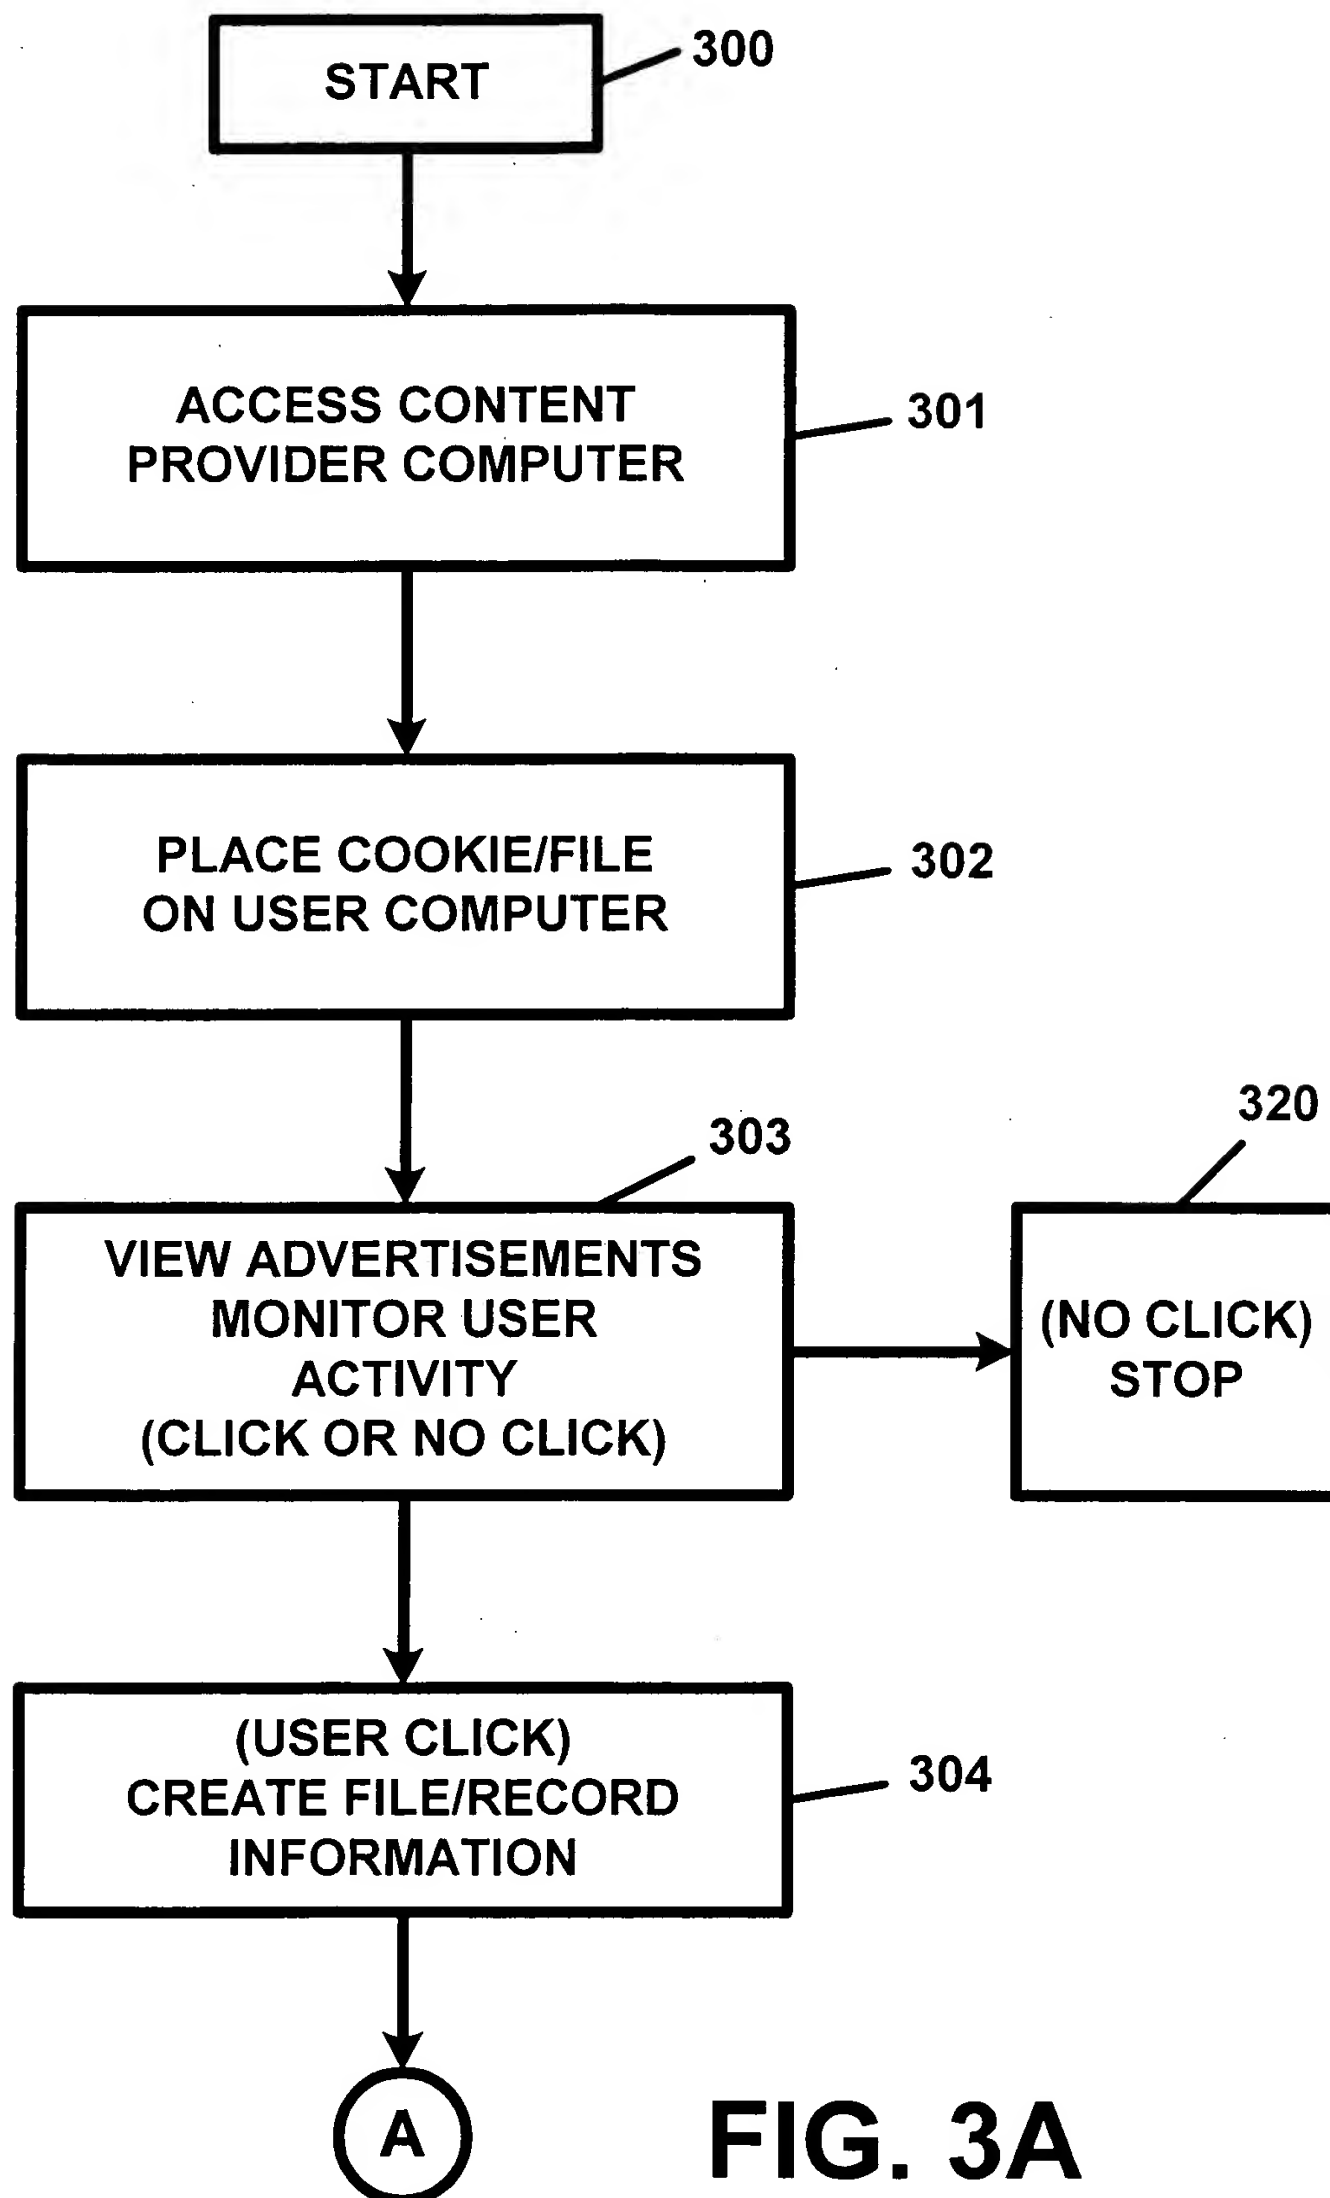 START
300
ACCESS CONTENT
PROVIDER COMPUTER
301
PLACE COOKIE/FILE
ON USER COMPUTER
302
303
320
VIEW ADVERTISEMENTS
MONITOR USER
ACTIVITY
(CLICK OR NO CLICK)
(NO CLICK)
STOP
(USER CLICK)
CREATE FILE/RECORD
INFORMATION
304
A
FIG. 3A